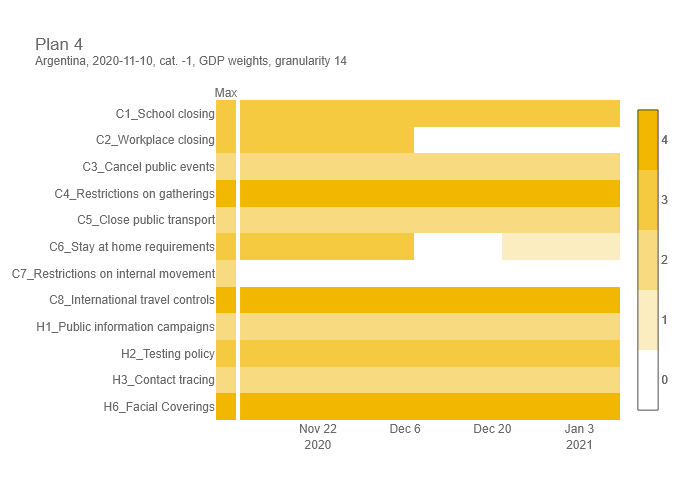 Plan 4
Argentina, 2020-11-10, cat. -1, GDP weights, granularity 14
Max
C1_School closing
C2_Workplace closing
C3_Cancel public events
C4_Restrictions on gatherings
C5_Close public transport
C6_Stay at home requirements
C7_Restrictions on internal movement
C8_International travel controls
H1_Public information campaigns
H2_Testing policy
H3_Contact tracing
H6_Facial Coverings
Nov 22
2020
Dec 6
Dec 20
Jan 3
2021
4
3
2
1
0